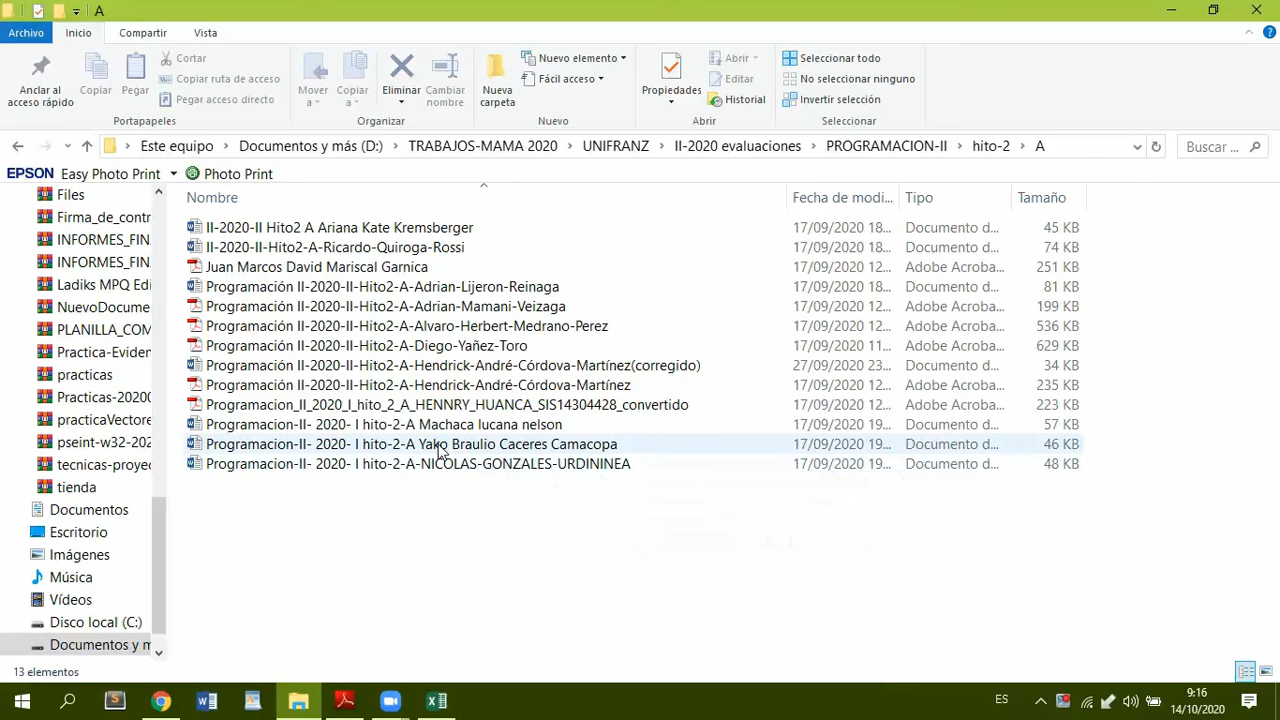 A
Archivo Inicio Compartir Vista
Anclar al acceso rápido
Copiar
Pegar
Cortar
Copiar ruta de acceso
Pegar acceso directo
Portapapeles
Mover a
Copiar a
Eliminar
Cambiar nombre
Organizar
Nueva carpeta
Nuevo elemento
Fácil acceso
Nuevo
Propiedades
Abrir
Editar
Historial
Abrir
Seleccionar todo
No seleccionar ninguno
Invertir selección
Seleccionar
Este equipo › Documentos y más (D:) › TRABAJOS-MAMA 2020 › UNIFRANZ › II-2020 evaluaciones › PROGRAMACION-II › hito-2 › A
Buscar ...
EPSON Easy Photo Print Photo Print
Files
Firma_de_contr
INFORMES_FIN
INFORMES_FIN
Ladiks MPQ Edi
NuevoDocume
PLANILLA_COM
Practica-Eviden
practicas
Practicas-2020
practicaVectore
pseint-w32-202
tecnicas-proye
tienda
Documentos
Escritorio
Imágenes
Música
Vídeos
Disco local (C:)
Documentos y m
Nombre Fecha de modi... Tipo Tamaño
II-2020-II Hito2 A Ariana Kate Kremsberger 17/09/2020 18... Documento d... 45 KB
II-2020-II-Hito2-A-Ricardo-Quiroga-Rossi 17/09/2020 18... Documento d... 74 KB
Juan Marcos David Mariscal Garnica 17/09/2020 12... Adobe Acroba... 251 KB
Programación II-2020-II-Hito2-A-Adrian-Lijeron-Reinaga 17/09/2020 18... Documento d... 81 KB
Programación II-2020-II-Hito2-A-Adrian-Mamani-Veizaga 17/09/2020 12... Adobe Acroba... 199 KB
Programación II-2020-II-Hito2-A-Alvaro-Herbert-Medrano-Perez 17/09/2020 12... Adobe Acroba... 536 KB
Programación II-2020-II-Hito2-A-Diego-Yañez-Toro 17/09/2020 11... Adobe Acroba... 629 KB
Programación II-2020-II-Hito2-A-Hendrick-André-Córdova-Martínez(corregido) 27/09/2020 23... Documento d... 34 KB
Programación II-2020-II-Hito2-A-Hendrick-André-Córdova-Martínez 17/09/2020 12... Adobe Acroba... 235 KB
Programacion_II_2020_I_hito_2_A_HENNRY_HUANCA_SIS14304428_convertido 17/09/2020 12... Adobe Acroba... 223 KB
Programacion-II- 2020- I hito-2-A Machaca lucana nelson 17/09/2020 19... Documento d... 57 KB
Programacion-II- 2020- I hito-2-A Yako Braulio Caceres Camacopa 17/09/2020 19... Documento d... 46 KB
Programacion-II- 2020- I hito-2-A-NICOLAS-GONZALES-URDININEA 17/09/2020 19... Documento d... 48 KB
13 elementos
ES
9:16
14/10/2020